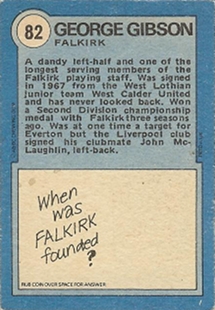 82 GEORGE GIBSON
FALKIRK
A dandy left-half and one of the
longest serving members of the
Falkirk playing staff. Was signed
in 1967 from the West Lothian
junior team West Calder United
and has never looked back. Won
a Second Division championship
medal with Falkirk three seasons
ago. Was at one time a target for
Everton but the Liverpool club
signed his clubmate John Mc-
Laughlin, left-back.
When
was
FALKIRK
founded
?
RUB COIN OVER SPACE FOR ANSWER.